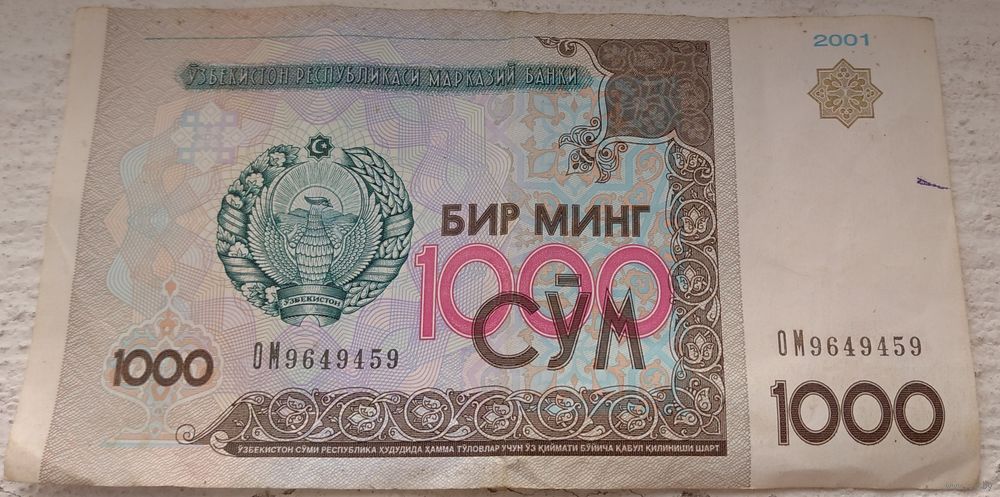 2001
ЎЗБЕКИСТОН РЕСПУБЛИКАСИ МАРКАЗИЙ БАНКИ
БИР МИНГ
1000
СЎМ
ЎЗБЕКИСТОН
ОМ9649459
ОМ9649459
1000
1000
ЎЗБЕКИСТОН СЎМИ РЕСПУБЛИКА ҲУДУДИДА ҲАММА ТЎЛОВЛАР УЧУН ЎЗ ҚИЙМАТИ БЎЙИЧА ҚАБУЛ ҚИЛИНИШИ ШАРТ